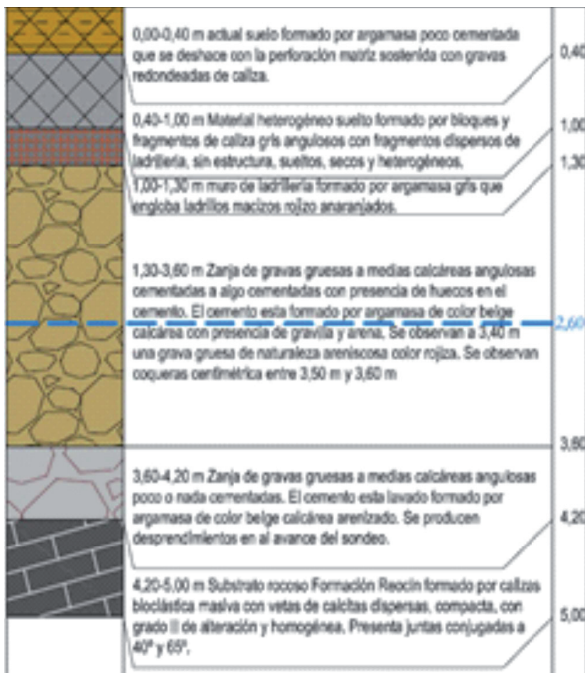 0,00-0,40 m actual suelo formado por argamasa poco cementada
que se deshace con la perforación matriz sostenida con gravas
redondeadas de caliza.
0,40
0,40-1,00 m Material heterogéneo suelto formado por bloques y
fragmentos de caliza gris angulosos con fragmentos dispersos de
ladrillería, sin estructura, sueltos, secos y heterogéneos.
1,00
1,30
1,00-1,30 m muro de ladrillería formado por argamasa gris que
engloba ladrillos macizos rojizo anaranjados.
1,30-3,60 m Zanja de gravas gruesas a medias calcáreas angulosas
cementadas a algo cementadas con presencia de huecos en el
cemento. El cemento esta formado por argamasa de color beige
2,60
calcárea con presencia de gravilla y arena. Se observan a 3,40 m
una grava gruesa de naturaleza areniscosa color rojiza. Se observan
coqueras centimétrica entre 3,50 m y 3,60 m
3,60
3,60-4,20 m Zanja de gravas gruesas a medias calcáreas angulosas
poco o nada cementadas. El cemento esta lavado formado por
argamasa de color beige calcárea arenizado. Se producen
desprendimientos en al avance del sondeo.
4,20
4,20-5,00 m Substrato rocoso Formación Reocín formado por calizas
bioclástica masiva con vetas de calcitas dispersas, compacta, con
grado II de alteración y homogénea. Presenta juntas conjugadas a
40º y 65º.
5,00